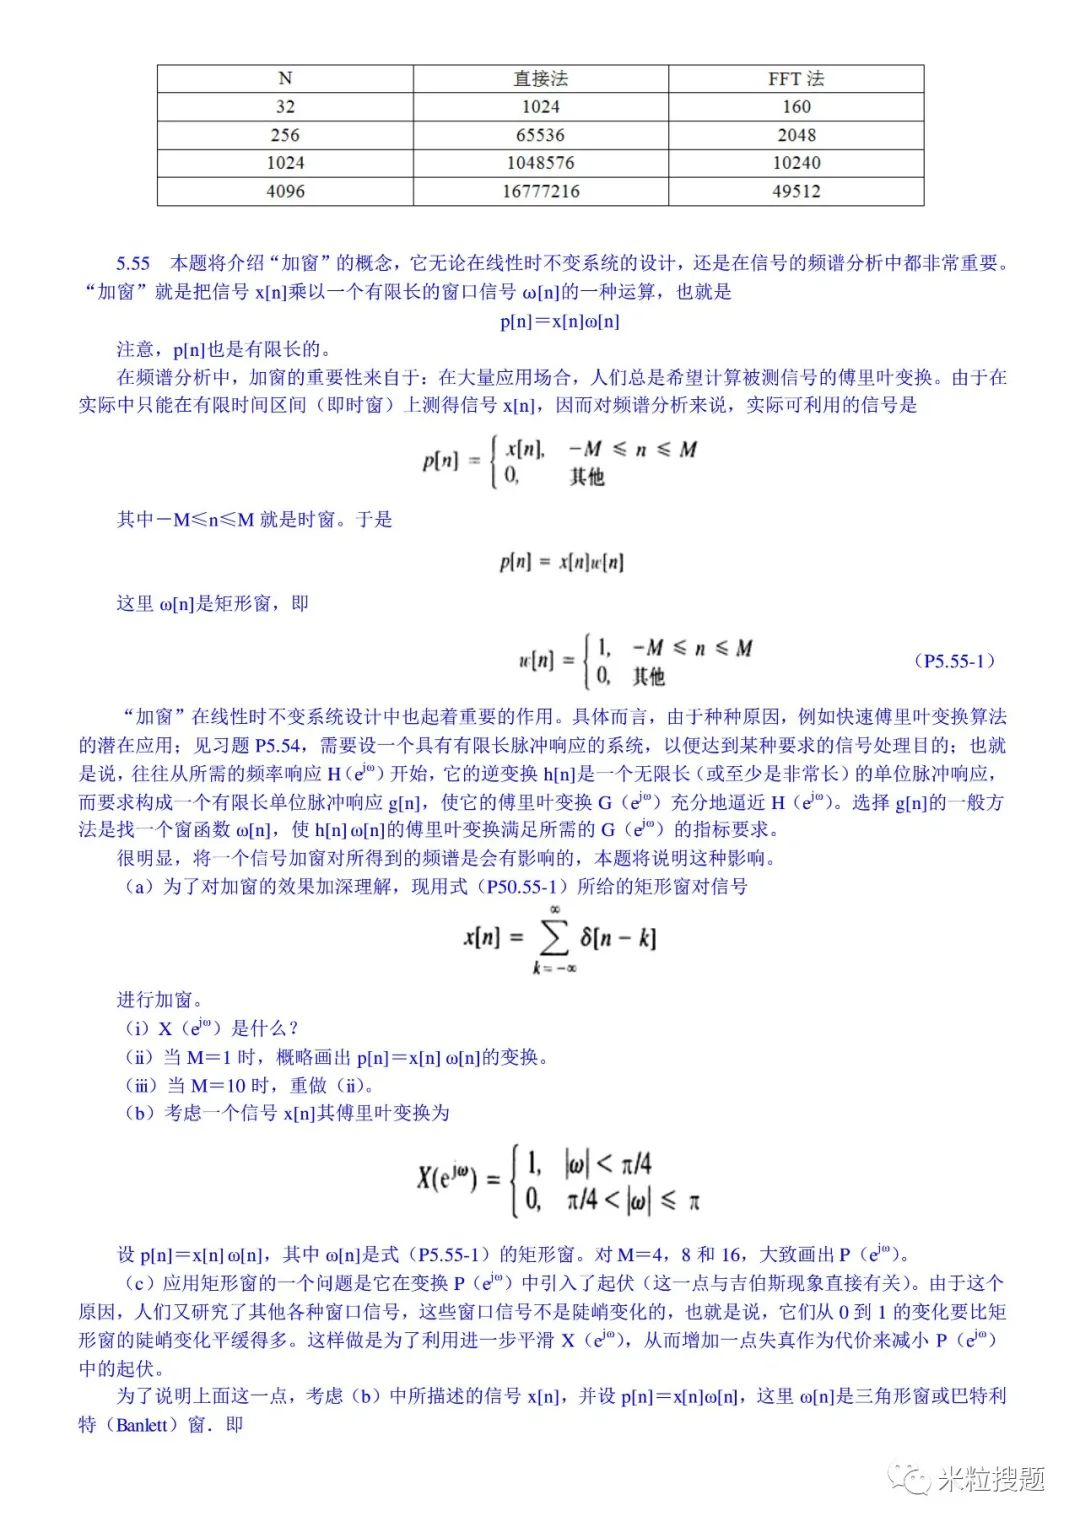 N 直接法 FFT 法
32 1024 160
256 65536 2048
1024 1048576 10240
4096 16777216 49512
5.55 本题将介绍“加窗”的概念，它无论在线性时不变系统的设计，还是在信号的频谱分析中都非常重要。
“加窗”就是把信号 x[n]乘以一个有限长的窗口信号 ω[n]的一种运算，也就是
p[n]＝x[n]ω[n]
注意，p[n]也是有限长的。
在频谱分析中，加窗的重要性来自于：在大量应用场合，人们总是希望计算被测信号的傅里叶变换。由于在
实际中只能在有限时间区间（即时窗）上测得信号 x[n]，因而对频谱分析来说，实际可利用的信号是
p[n] = { x[n], −M ⩽ n ⩽ M
0, 其他
其中－M≤n≤M 就是时窗。于是
p[n] = x[n]w[n]
这里 ω[n]是矩形窗，即
w[n] = { 1, −M ⩽ n ⩽ M
0, 其他
（P5.55-1）
“加窗”在线性时不变系统设计中也起着重要的作用。具体而言，由于种种原因，例如快速傅里叶变换算法
的潜在应用；见习题 P5.54，需要设一个具有有限长脉冲响应的系统，以便达到某种要求的信号处理目的；也就
是说，往往从所需的频率响应 H（e^jω）开始，它的逆变换 h[n]是一个无限长（或至少是非常长）的单位脉冲响应，
而要求构成一个有限长单位脉冲响应 g[n]，使它的傅里叶变换 G（e^jω）充分地逼近 H（e^jω）。选择 g[n]的一般方
法是找一个窗函数 ω[n]，使 h[n] ω[n]的傅里叶变换满足所需的 G（e^jω）的指标要求。
很明显，将一个信号加窗对所得到的频谱是会有影响的，本题将说明这种影响。
（a）为了对加窗的效果加深理解，现用式（P50.55-1）所给的矩形窗对信号
x[n] = ∑_{k=−∞}^{∞} δ[n − k]
进行加窗。
（i）X（e^jω）是什么？
（ii）当 M＝1 时，概略画出 p[n]＝x[n] ω[n]的变换。
（iii）当 M＝10 时，重做（ii）。
（b）考虑一个信号 x[n]其傅里叶变换为
X(e^jω) = { 1, |ω| < π/4
0, π/4 < |ω| ⩽ π
设 p[n]＝x[n] ω[n]，其中 ω[n]是式（P5.55-1）的矩形窗。对 M＝4，8 和 16，大致画出 P（e^jω）。
（c）应用矩形窗的一个问题是它在变换 P（e^jω）中引入了起伏（这一点与吉伯斯现象直接有关）。由于这个
原因，人们又研究了其他各种窗口信号，这些窗口信号不是陡峭变化的，也就是说，它们从 0 到 1 的变化要比矩
形窗的陡峭变化平缓得多。这样做是为了利用进一步平滑 X（e^jω），从而增加一点失真作为代价来减小 P（e^jω）
中的起伏。
为了说明上面这一点，考虑（b）中所描述的信号 x[n]，并设 p[n]＝x[n]ω[n]，这里 ω[n]是三角形窗或巴特利
特（Banlett）窗．即
米粒搜题